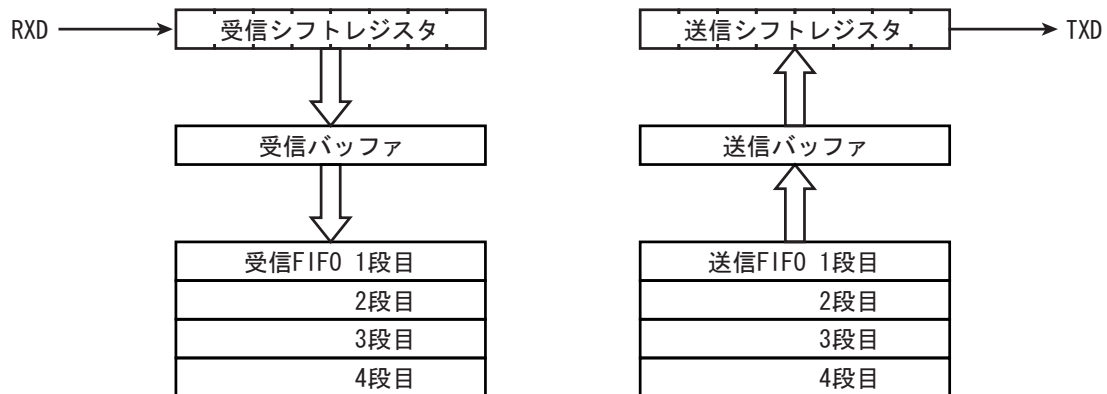 RXD
受信シフトレジスタ
受信バッファ
受信FIFO 1段目
2段目
3段目
4段目
送信シフトレジスタ
TXD
送信バッファ
送信FIFO 1段目
2段目
3段目
4段目